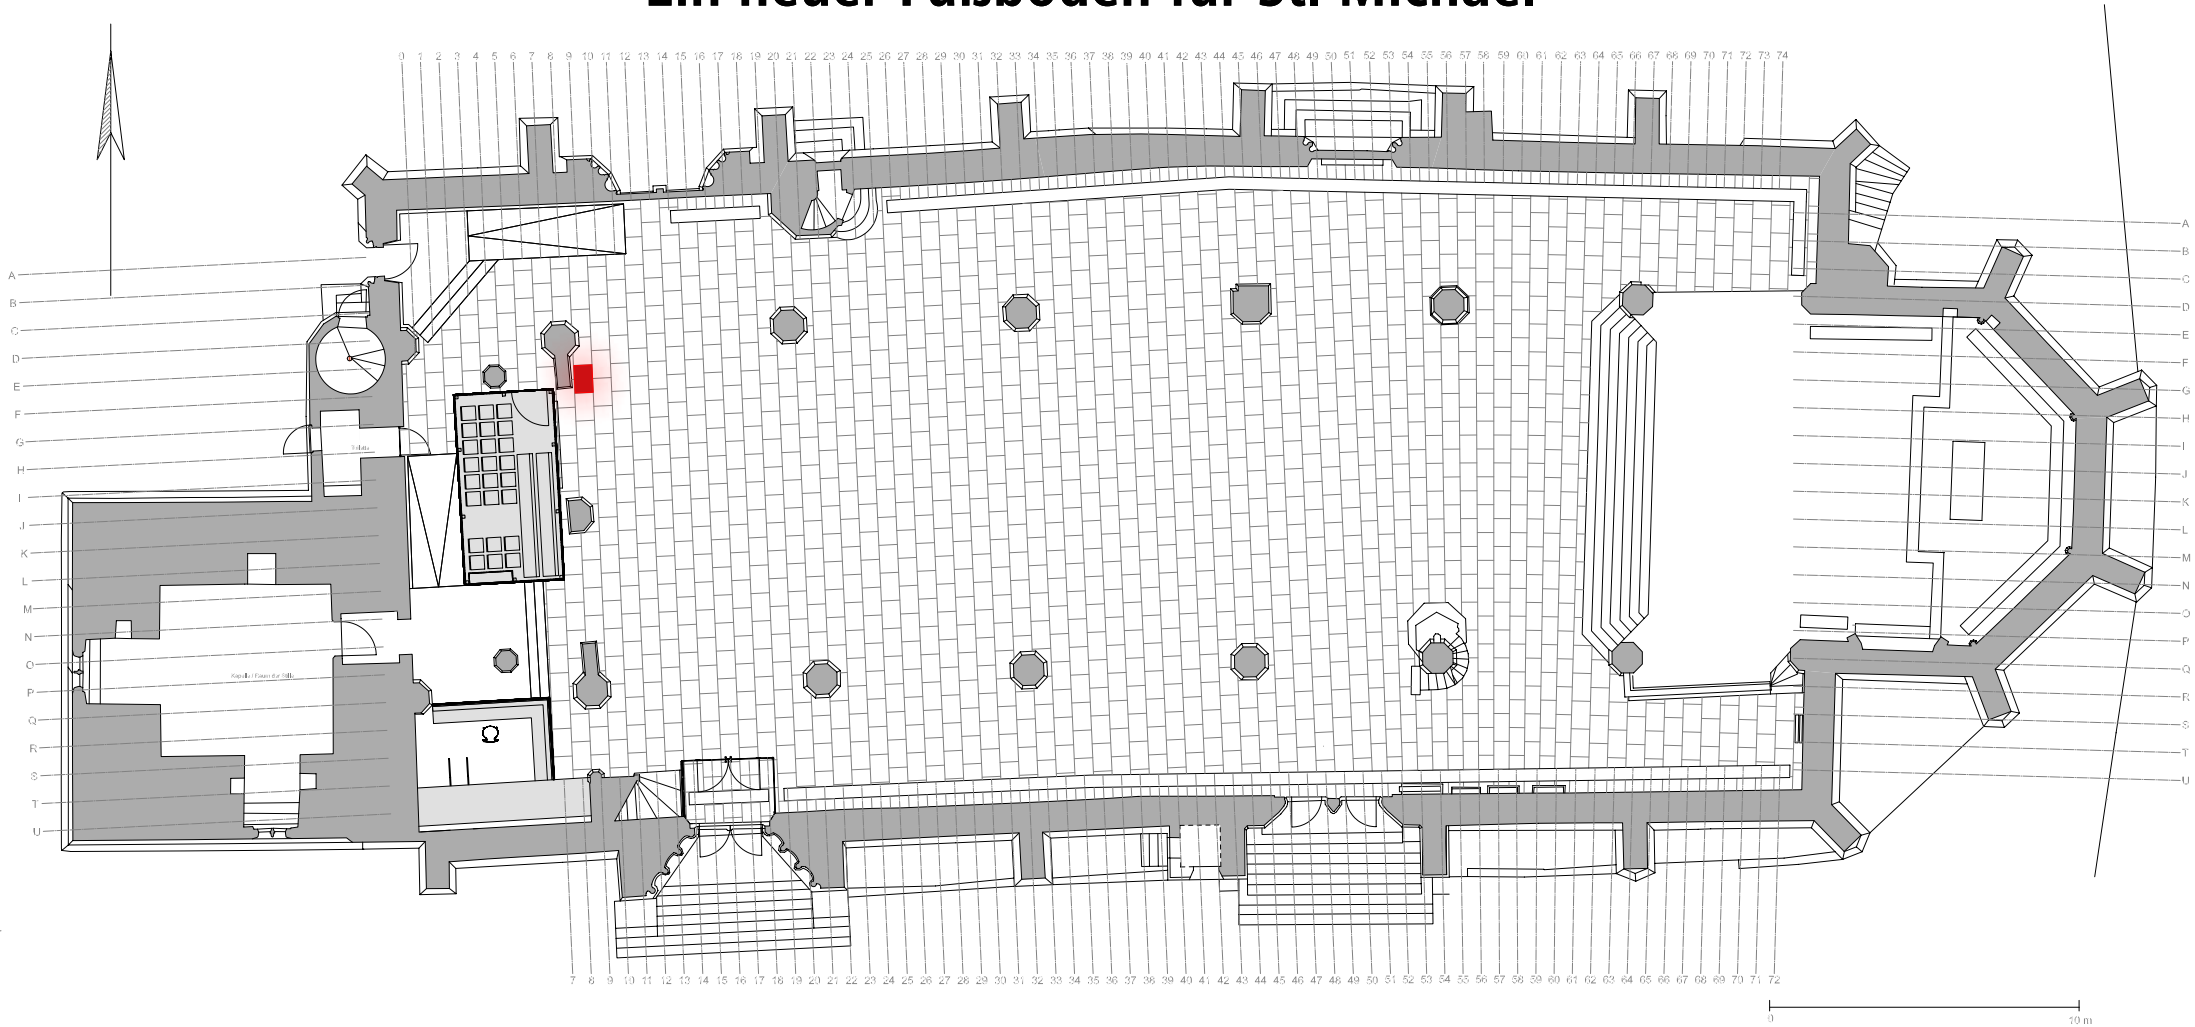 Ein neuer Fußboden für St. Michael
0 1 2 3 4 5 6 7 8 9 10 11 12 13 14 15 16 17 18 19 20 21 22 23 24 25 26 27 28 29 30 31 32 33 34 35 36 37 38 39 40 41 42 43 44 45 46 47 48 49 50 51 52 53 54 55 56 57 58 59 60 61 62 63 64 65 66 67 68 69 70 71 72 73 74
A
B
C
D
E
F
G
H
I
J
K
L
M
N
O
P
Q
R
S
T
U
Kapelle / Raum der Stille
A
B
C
D
E
F
G
H
I
J
K
L
M
N
O
P
Q
R
S
T
U
7 8 9 10 11 12 13 14 15 16 17 18 19 20 21 22 23 24 25 26 27 28 29 30 31 32 33 34 35 36 37 38 39 40 41 42 43 44 45 46 47 48 49 50 51 52 53 54 55 56 57 58 59 60 61 62 63 64 65 66 67 68 69 70 71 72
0 10 m